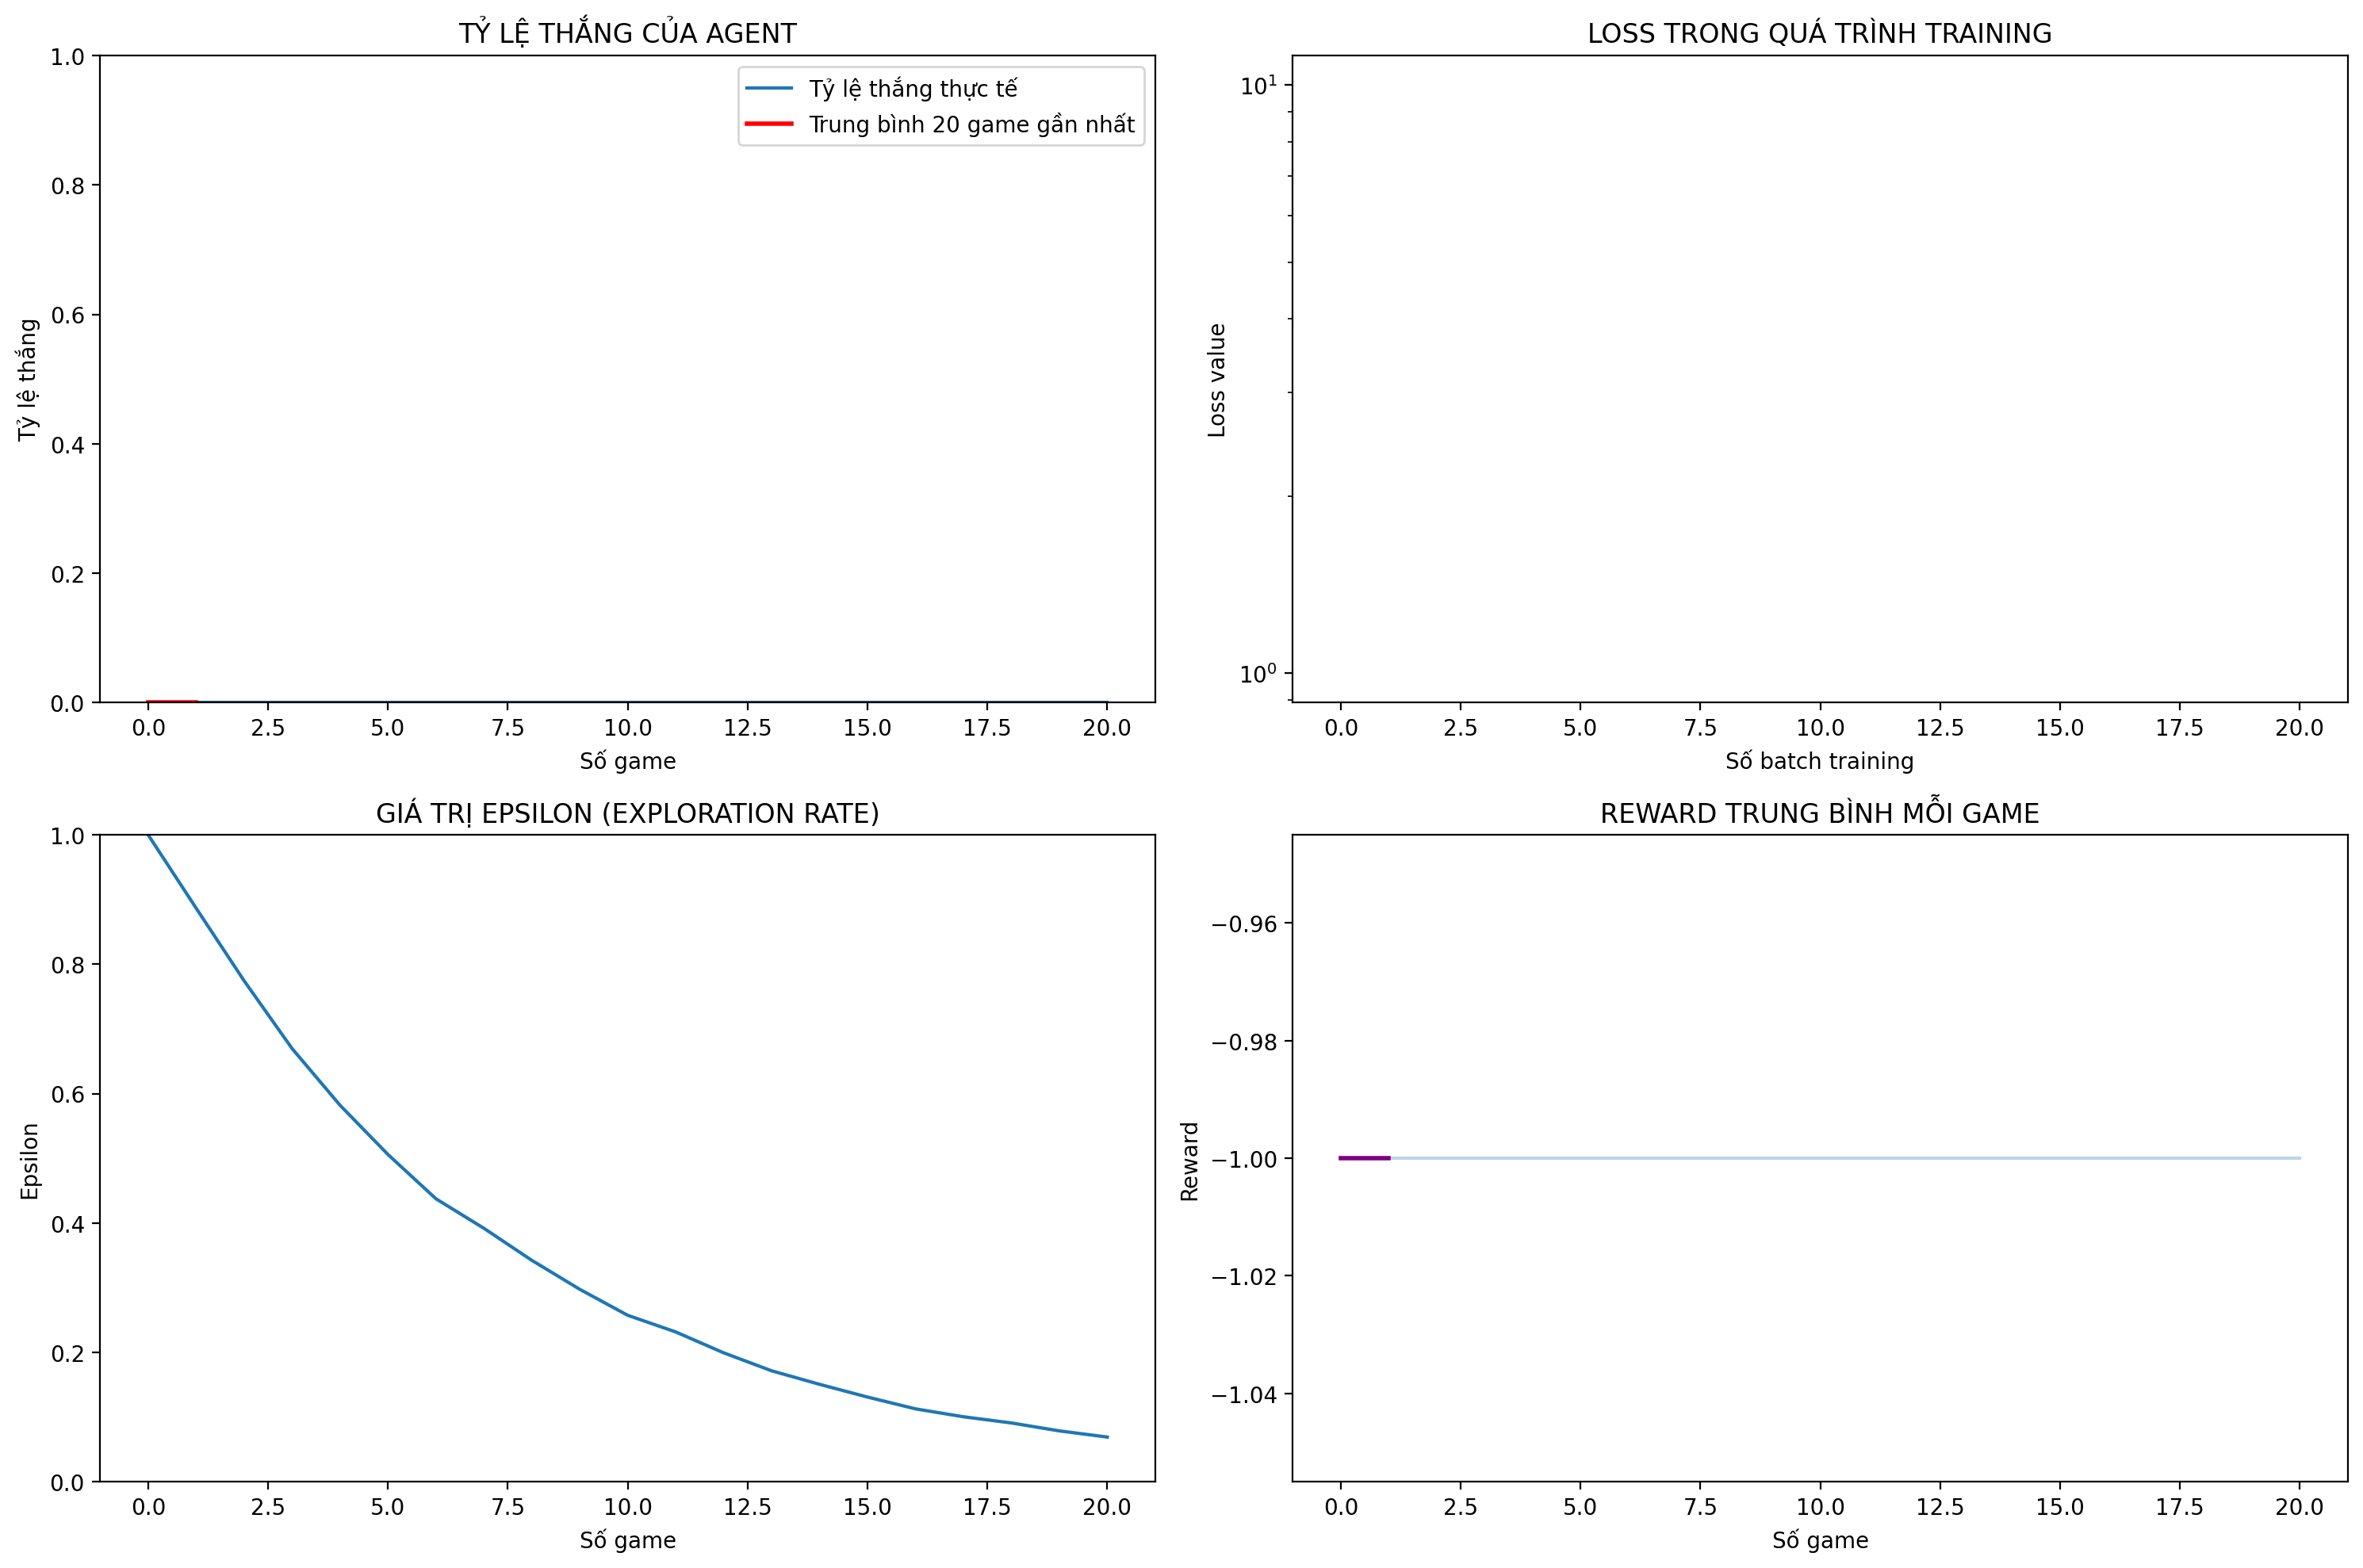 TỶ LỆ THẮNG CỦA AGENT
1.0
0.8
0.6
0.4
0.2
0.0
Tỷ lệ thắng
Tỷ lệ thắng thực tế
Trung bình 20 game gần nhất
0.0 2.5 5.0 7.5 10.0 12.5 15.0 17.5 20.0
Số game
LOSS TRONG QUÁ TRÌNH TRAINING
10¹
10⁰
Loss value
0.0 2.5 5.0 7.5 10.0 12.5 15.0 17.5 20.0
Số batch training
GIÁ TRỊ EPSILON (EXPLORATION RATE)
1.0
0.8
0.6
0.4
0.2
0.0
Epsilon
0.0 2.5 5.0 7.5 10.0 12.5 15.0 17.5 20.0
Số game
REWARD TRUNG BÌNH MỖI GAME
−0.96
−0.98
−1.00
−1.02
−1.04
Reward
0.0 2.5 5.0 7.5 10.0 12.5 15.0 17.5 20.0
Số game